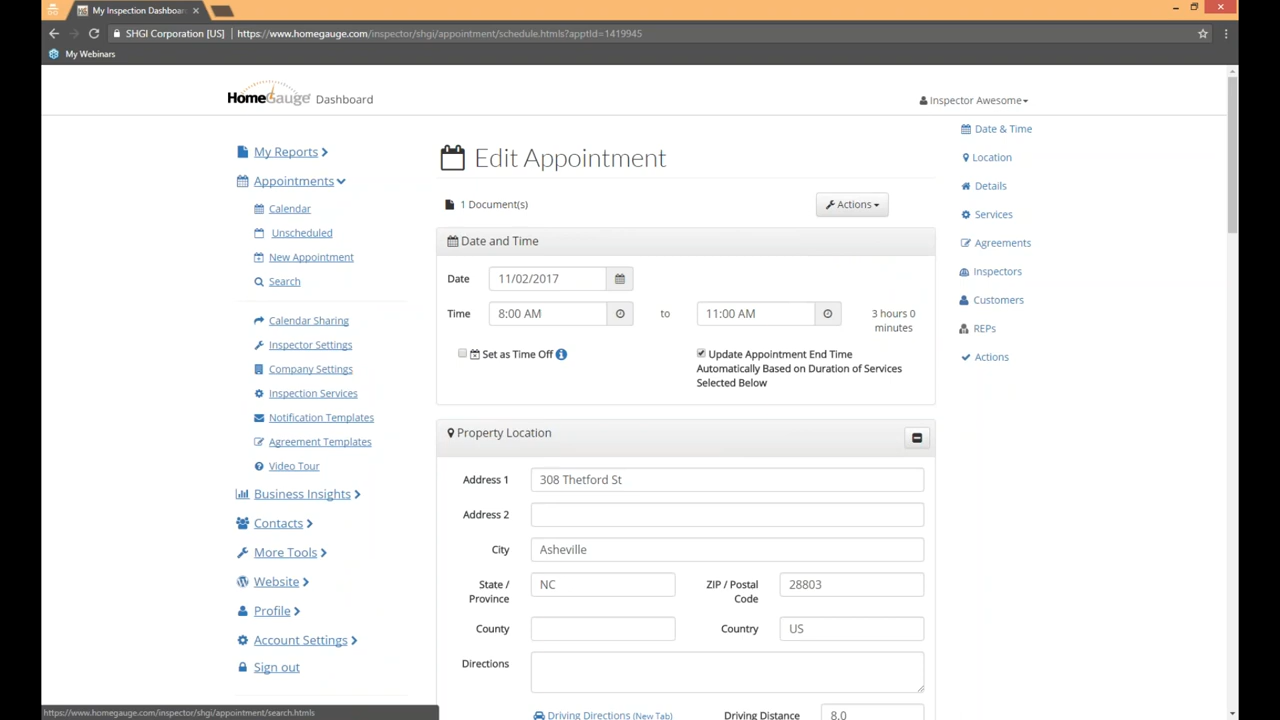 My Inspection Dashboa
SHGI Corporation [US] https://www.homegauge.com/inspector/shgi/appointment/schedule.htmls?apptId=1419945
My Webinars
HomeGauge Dashboard
Inspector Awesome
My Reports
Appointments
Calendar
Unscheduled
New Appointment
Search
Calendar Sharing
Inspector Settings
Company Settings
Inspection Services
Notification Templates
Agreement Templates
Video Tour
Business Insights
Contacts
More Tools
Website
Profile
Account Settings
Sign out
Edit Appointment
1 Document(s)
Actions
Date and Time
Date 11/02/2017
Time 8:00 AM to 11:00 AM 3 hours 0
minutes
Set as Time Off
Update Appointment End Time
Automatically Based on Duration of Services
Selected Below
Property Location
Address 1 308 Thetford St
Address 2
City Asheville
State /
Province NC
ZIP / Postal
Code 28803
County
Country US
Directions
Driving Directions (New Tab)
Driving Distance 8.0
Date & Time
Location
Details
Services
Agreements
Inspectors
Customers
REPs
Actions
https://www.homegauge.com/inspector/shgi/appointment/search.htmls